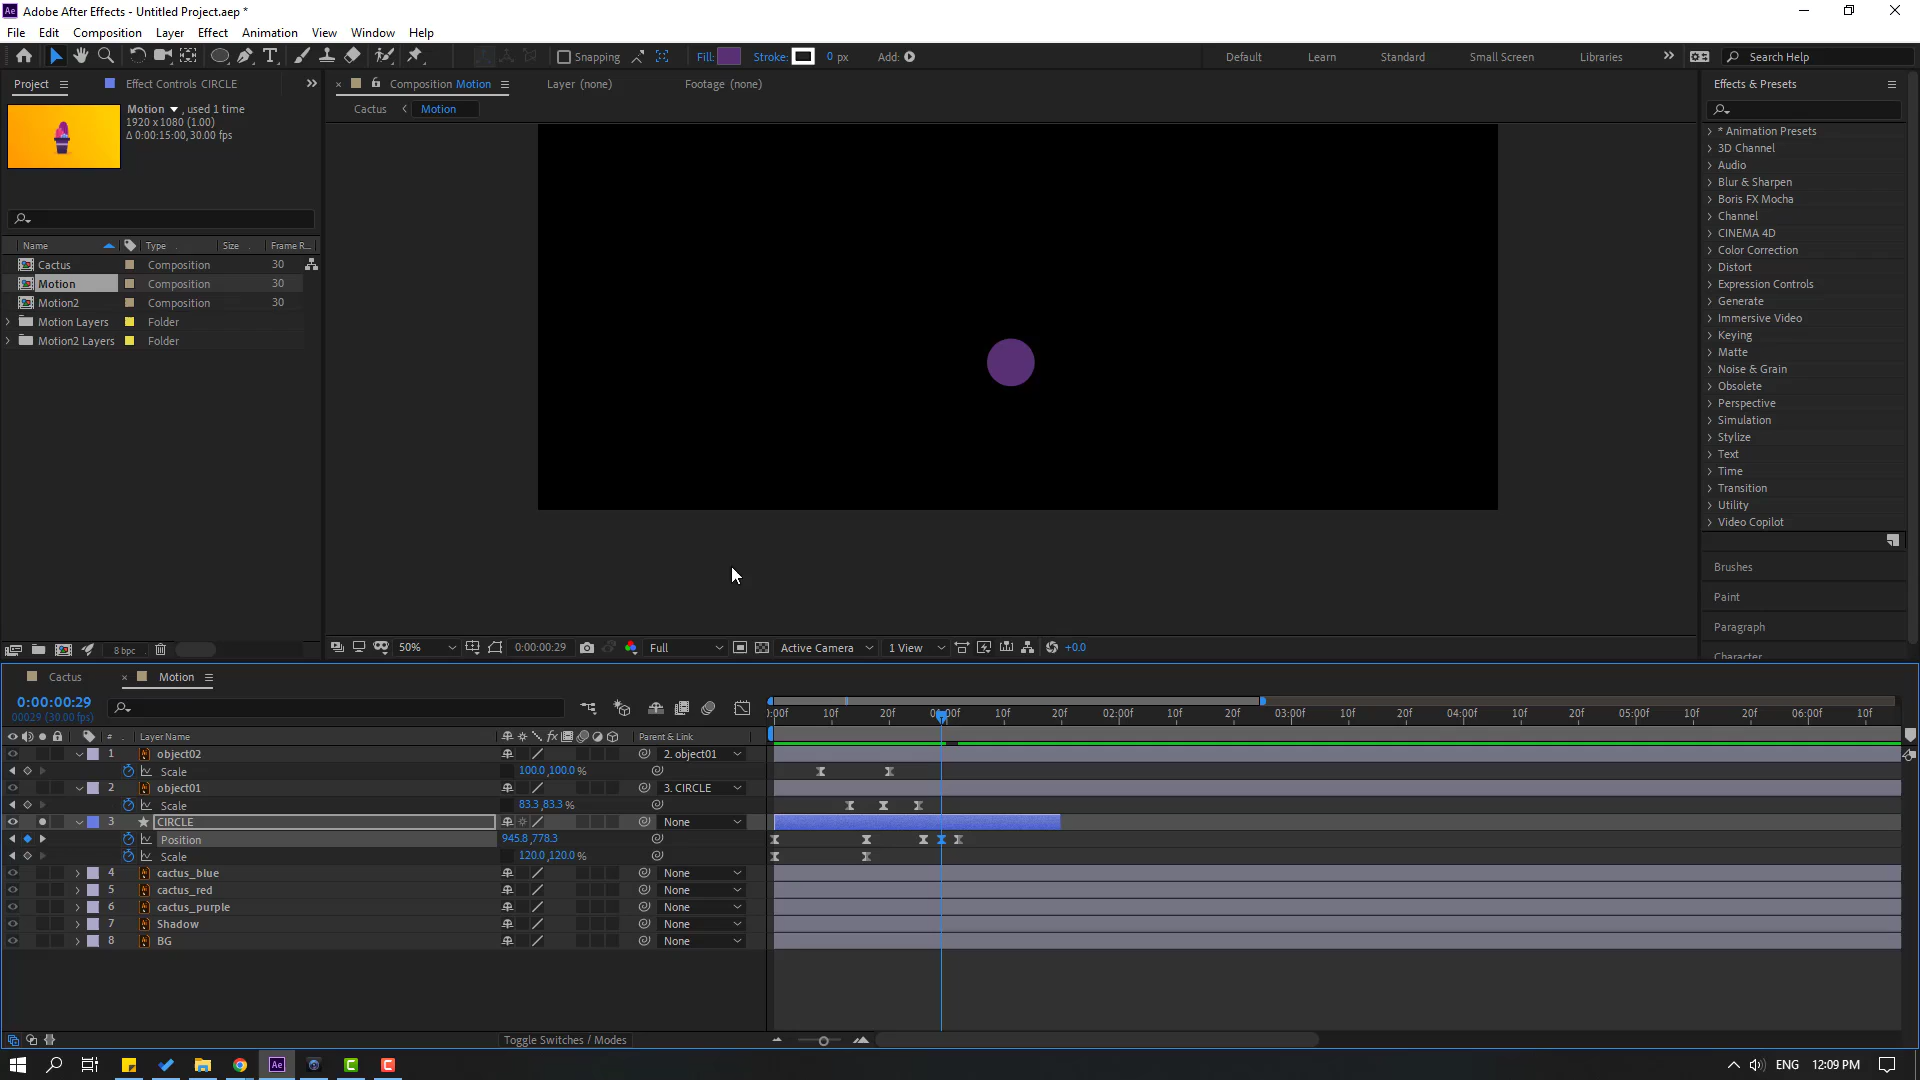 Adobe After Effects - Untitled Project.aep *
File Edit Composition Layer Effect Animation View Window Help
Snapping Fill: Stroke: 0 px Add: Default Learn Standard Small Screen Libraries Search Help
Project Effect Controls CIRCLE
Motion , used 1 time
1920 x 1080 (1.00)
Δ 0:00:15:00, 30.00 fps
Name Type Size Frame R...
Cactus Composition 30
Motion Composition 30
Motion2 Composition 30
Motion Layers Folder
Motion2 Layers Folder
8 bpc
Composition Motion Layer (none) Footage (none)
Cactus Motion
50% 0:00:00:29 Full Active Camera 1 View +0.0
Effects & Presets
* Animation Presets
3D Channel
Audio
Blur & Sharpen
Boris FX Mocha
Channel
CINEMA 4D
Color Correction
Distort
Expression Controls
Generate
Immersive Video
Keying
Matte
Noise & Grain
Obsolete
Perspective
Simulation
Stylize
Text
Time
Transition
Utility
Video Copilot
Brushes
Paint
Paragraph
Character
Cactus Motion
0:00:00:29
00029 (30.00 fps)
):00f 10f 20f 01:00f 10f 20f 02:00f 10f 20f 03:00f 10f 20f 04:00f 10f 20f 05:00f 10f 20f 06:00f 10f
# Layer Name fx Parent & Link
1 Ai object02 2. object01
Scale 100.0,100.0 %
2 Ai object01 3. CIRCLE
Scale 83.3,83.3 %
3 CIRCLE None
Position 945.8,778.3
Scale 120.0,120.0 %
4 Ai cactus_blue None
5 Ai cactus_red None
6 Ai cactus_purple None
7 Ai Shadow None
8 Ai BG None
Toggle Switches / Modes
Ae C C ENG 12:09 PM